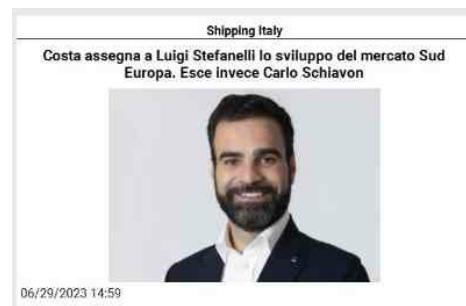 Shipping Italy
Costa assegna a Luigi Stefanelli lo sviluppo del mercato Sud
Europa. Esce invece Carlo Schiavon
06/29/2023 14:59